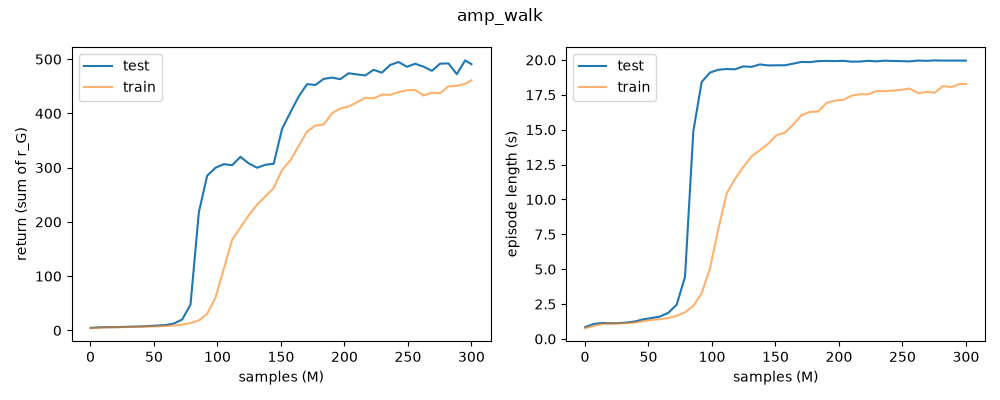 amp_walk
return (sum of r_G)
500
400
300
200
100
0
test
train
0 50 100 150 200 250 300
samples (M)
episode length (s)
20.0
17.5
15.0
12.5
10.0
7.5
5.0
2.5
0.0
test
train
0 50 100 150 200 250 300
samples (M)